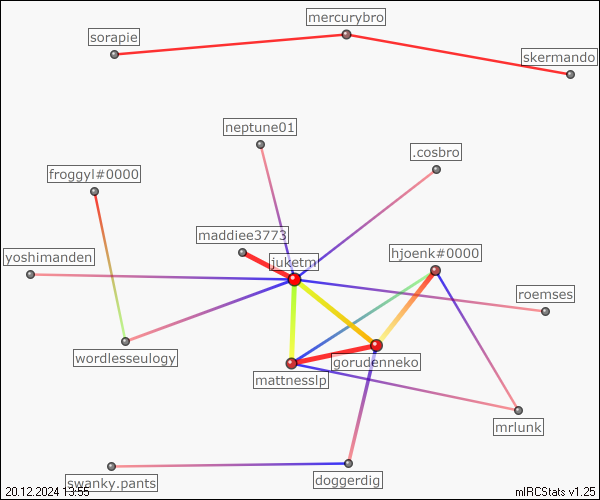 mercurybro
sorapie
skermando
neptune01
.cosbro
froggyl#0000
maddiee3773
hjoenk#0000
yoshimanden
juketm
roemses
wordlesseulogy
gorudenneko
mattnesslp
mrlunk
swanky.pants
doggerdig
20.12.2024 13:55
mIRCStats v1.25